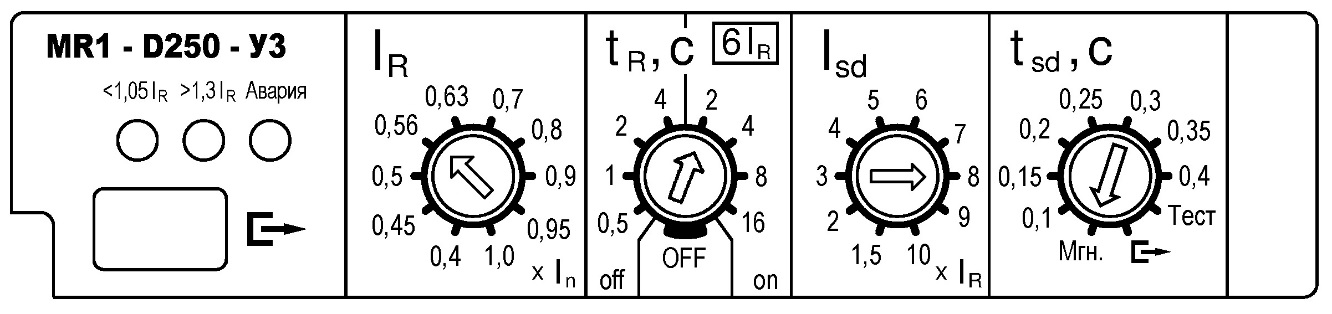 MR1 - D250 - У3
<1,05 IR >1,3 IR Авария
IR
0,63 0,7
0,56 0,8
0,5 0,9
0,45 0,95
0,4 1,0
x In
tR, c 6 IR
4 2
2 4
1 8
0,5 16
OFF
off on
Isd
5 6
4 7
3 8
2 9
1,5 10
x IR
tsd, c
0,25 0,3
0,2 0,35
0,15 0,4
0,1 Тест
Мгн.